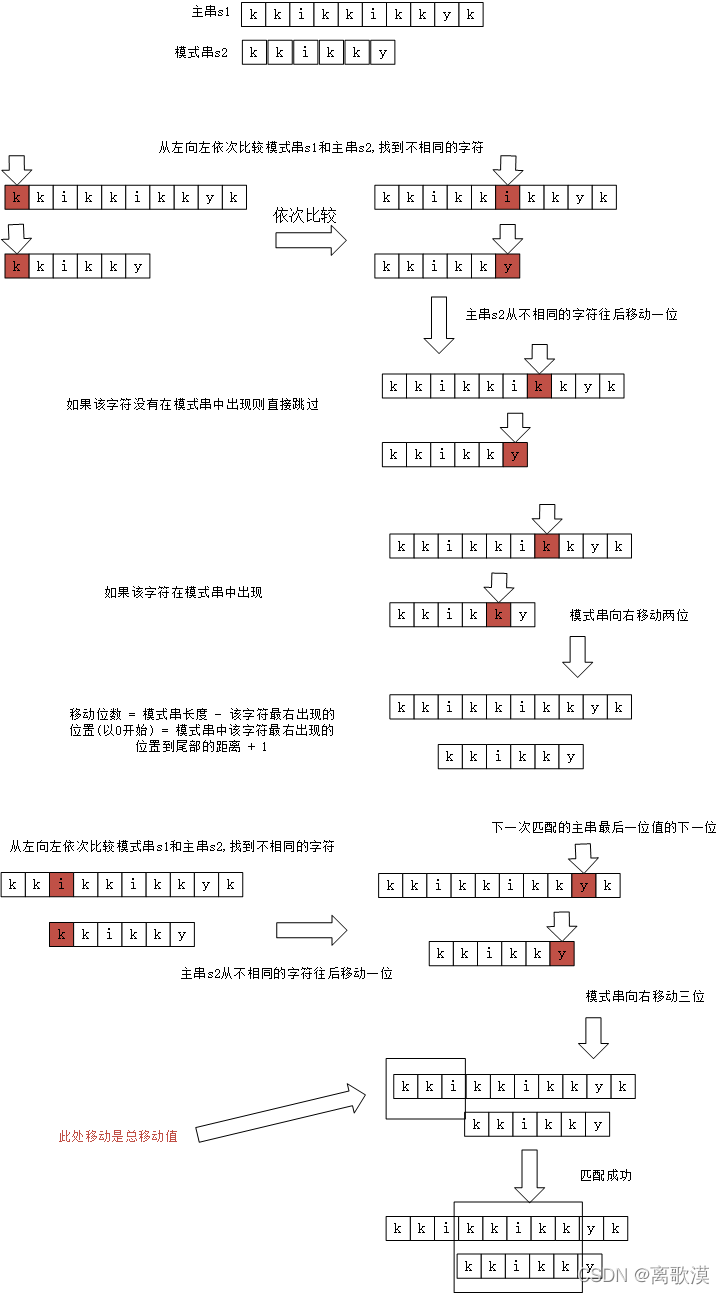 主串s1
k k i k k i k k y k
模式串s2
k k i k k y
从左向左依次比较模式串s1和主串s2,找到不相同的字符
k k i k k i k k y k
k k i k k y
依次比较
k k i k k i k k y k
k k i k k y
主串s2从不相同的字符往后移动一位
如果该字符没有在模式串中出现则直接跳过
k k i k k i k k y k
k k i k k y
如果该字符在模式串中出现
k k i k k i k k y k
k k i k k y
模式串向右移动两位
移动位数 = 模式串长度 - 该字符最右出现的
位置(以0开始) = 模式串中该字符最右出现的
位置到尾部的距离 + 1
k k i k k i k k y k
k k i k k y
从左向左依次比较模式串s1和主串s2,找到不相同的字符
k k i k k i k k y k
k k i k k y
主串s2从不相同的字符往后移动一位
下一次匹配的主串最后一位值的下一位
k k i k k i k k y k
k k i k k y
模式串向右移动三位
此处移动是总移动值
k k i k k i k k y k
k k i k k y
匹配成功
k k i k k i k k y k
k k i k k y
CSDN @离歌漠